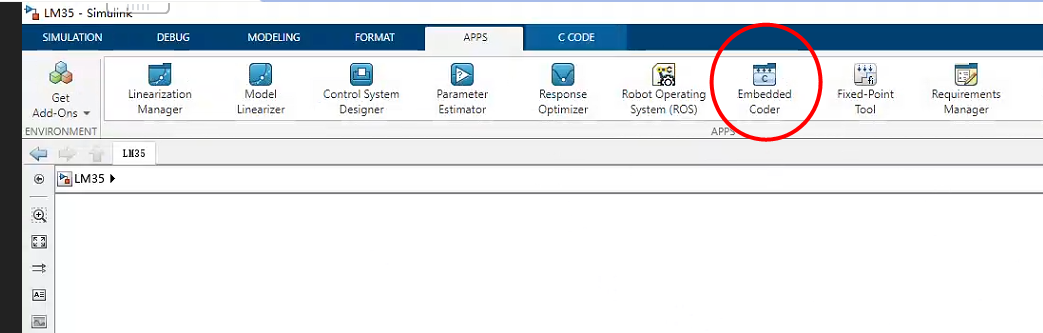 LM35 - Simulink
SIMULATION DEBUG MODELING FORMAT APPS C CODE
Get
Add-Ons
Linearization
Manager
Model
Linearizer
Control System
Designer
Parameter
Estimator
Response
Optimizer
Robot Operating
System (ROS)
Embedded
Coder
Fixed-Point
Tool
Requirements
Manager
ENVIRONMENT APPS
LM35
LM35